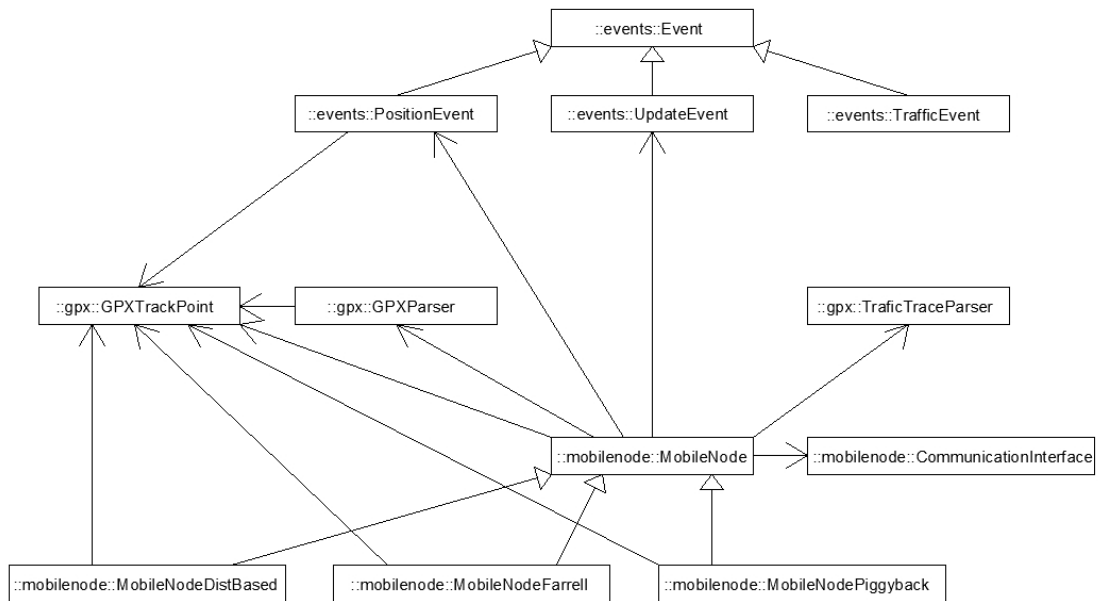 ::events::Event
::events::PositionEvent
::events::UpdateEvent
::events::TrafficEvent
::gpx::GPXTrackPoint
::gpx::GPXParser
::gpx::TraficTraceParser
::mobilenode::MobileNode
::mobilenode::CommunicationInterface
::mobilenode::MobileNodeDistBased
::mobilenode::MobileNodeFarrell
::mobilenode::MobileNodePiggyback